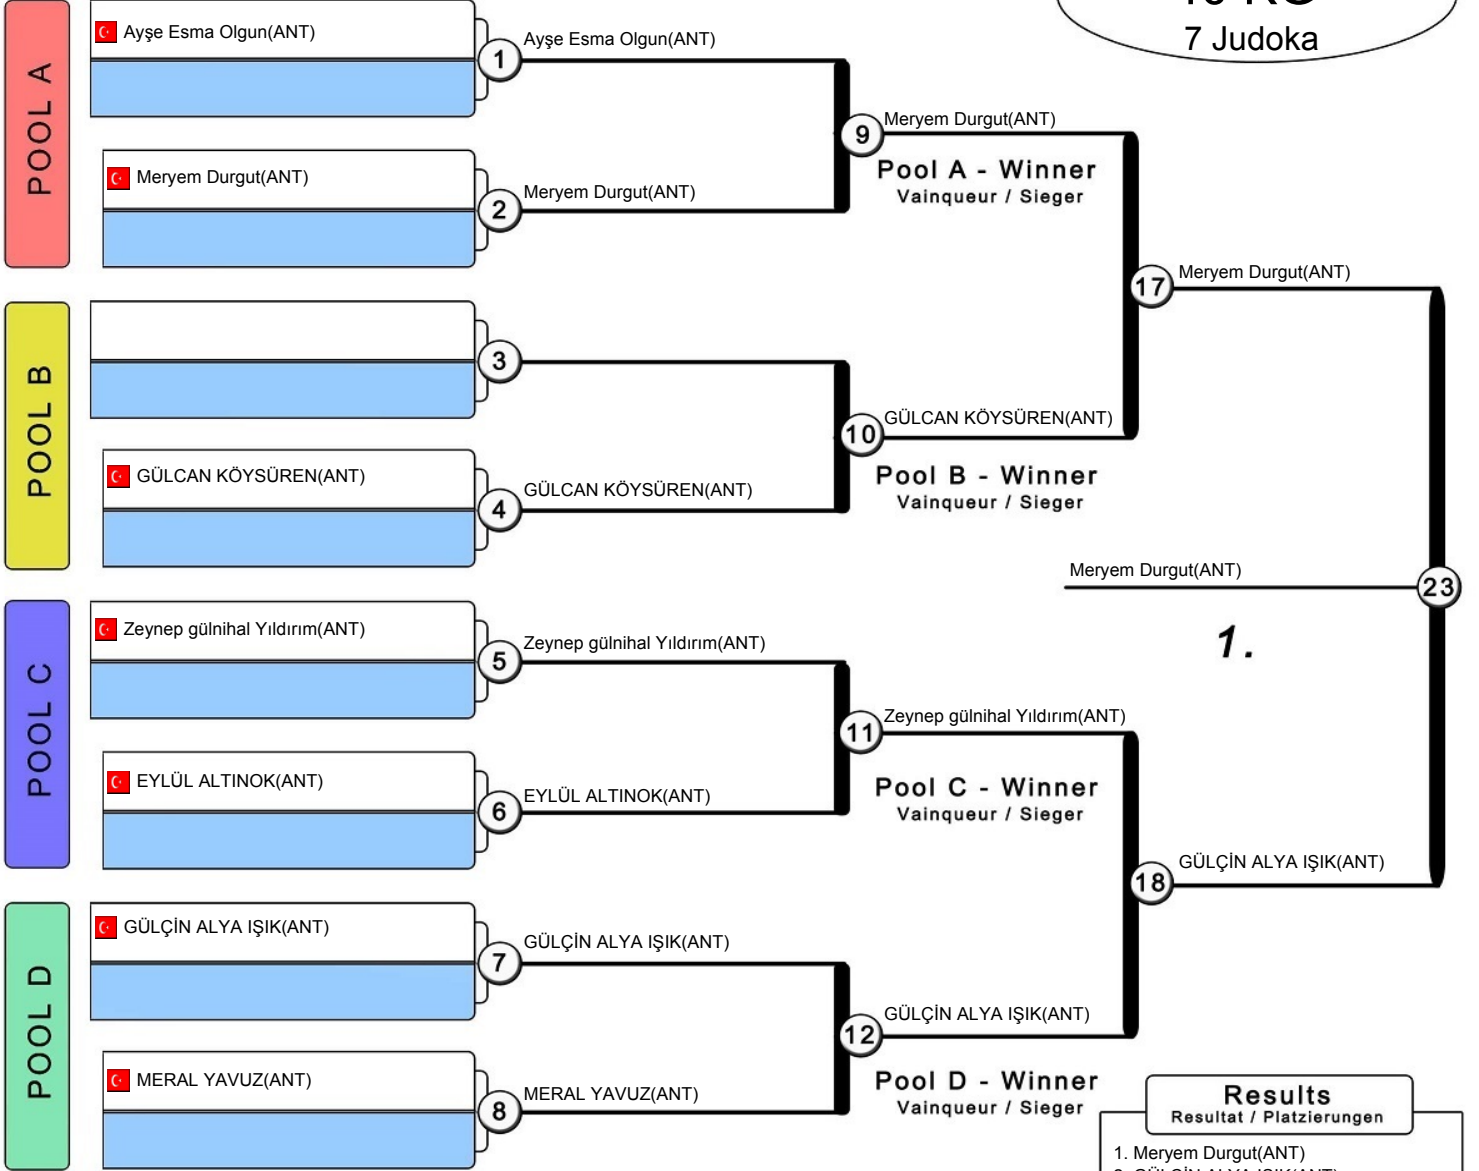 7 Judoka
POOL A
Ayşe Esma Olgun(ANT)
1
Ayşe Esma Olgun(ANT)
Meryem Durgut(ANT)
2
Meryem Durgut(ANT)
9
Meryem Durgut(ANT)
Pool A - Winner
Vainqueur / Sieger
17
Meryem Durgut(ANT)
POOL B
3
GÜLCAN KÖYSÜREN(ANT)
4
GÜLCAN KÖYSÜREN(ANT)
10
GÜLCAN KÖYSÜREN(ANT)
Pool B - Winner
Vainqueur / Sieger
Meryem Durgut(ANT)
23
1.
POOL C
Zeynep gülnihal Yıldırım(ANT)
5
Zeynep gülnihal Yıldırım(ANT)
EYLÜL ALTINOK(ANT)
6
EYLÜL ALTINOK(ANT)
11
Zeynep gülnihal Yıldırım(ANT)
Pool C - Winner
Vainqueur / Sieger
18
GÜLÇİN ALYA IŞIK(ANT)
POOL D
GÜLÇİN ALYA IŞIK(ANT)
7
GÜLÇİN ALYA IŞIK(ANT)
MERAL YAVUZ(ANT)
8
MERAL YAVUZ(ANT)
12
GÜLÇİN ALYA IŞIK(ANT)
Pool D - Winner
Vainqueur / Sieger
Results
Resultat / Platzierungen
1. Meryem Durgut(ANT)